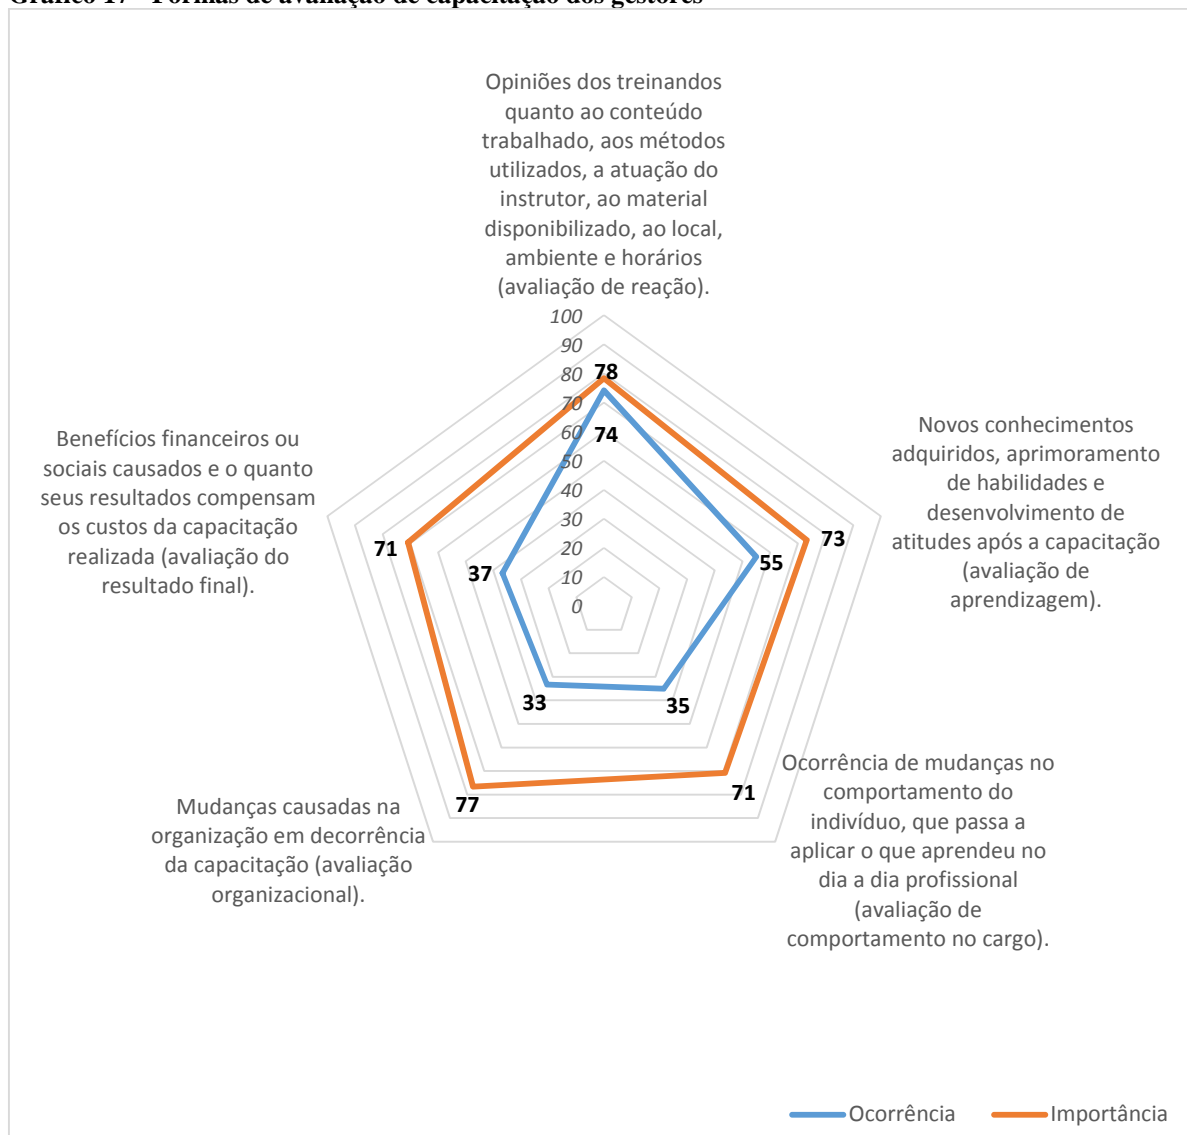 Gráfico 17 - Formas de avaliação de capacitação dos gestores
Opiniões dos treinandos
quanto ao conteúdo
trabalhado, aos métodos
utilizados, a atuação do
instrutor, ao material
disponibilizado, ao local,
ambiente e horários
(avaliação de reação).
100
90
80
70
60
50
40
30
20
10
0
78
74
Novos conhecimentos
adquiridos, aprimoramento
de habilidades e
desenvolvimento de
atitudes após a capacitação
(avaliação de
aprendizagem).
73
55
Ocorrência de mudanças no
comportamento do
indivíduo, que passa a
aplicar o que aprendeu no
dia a dia profissional
(avaliação de
comportamento no cargo).
71
35
Mudanças causadas na
organização em decorrência
da capacitação (avaliação
organizacional).
77
33
Benefícios financeiros ou
sociais causados e o quanto
seus resultados compensam
os custos da capacitação
realizada (avaliação do
resultado final).
71
37
Ocorrência
Importância